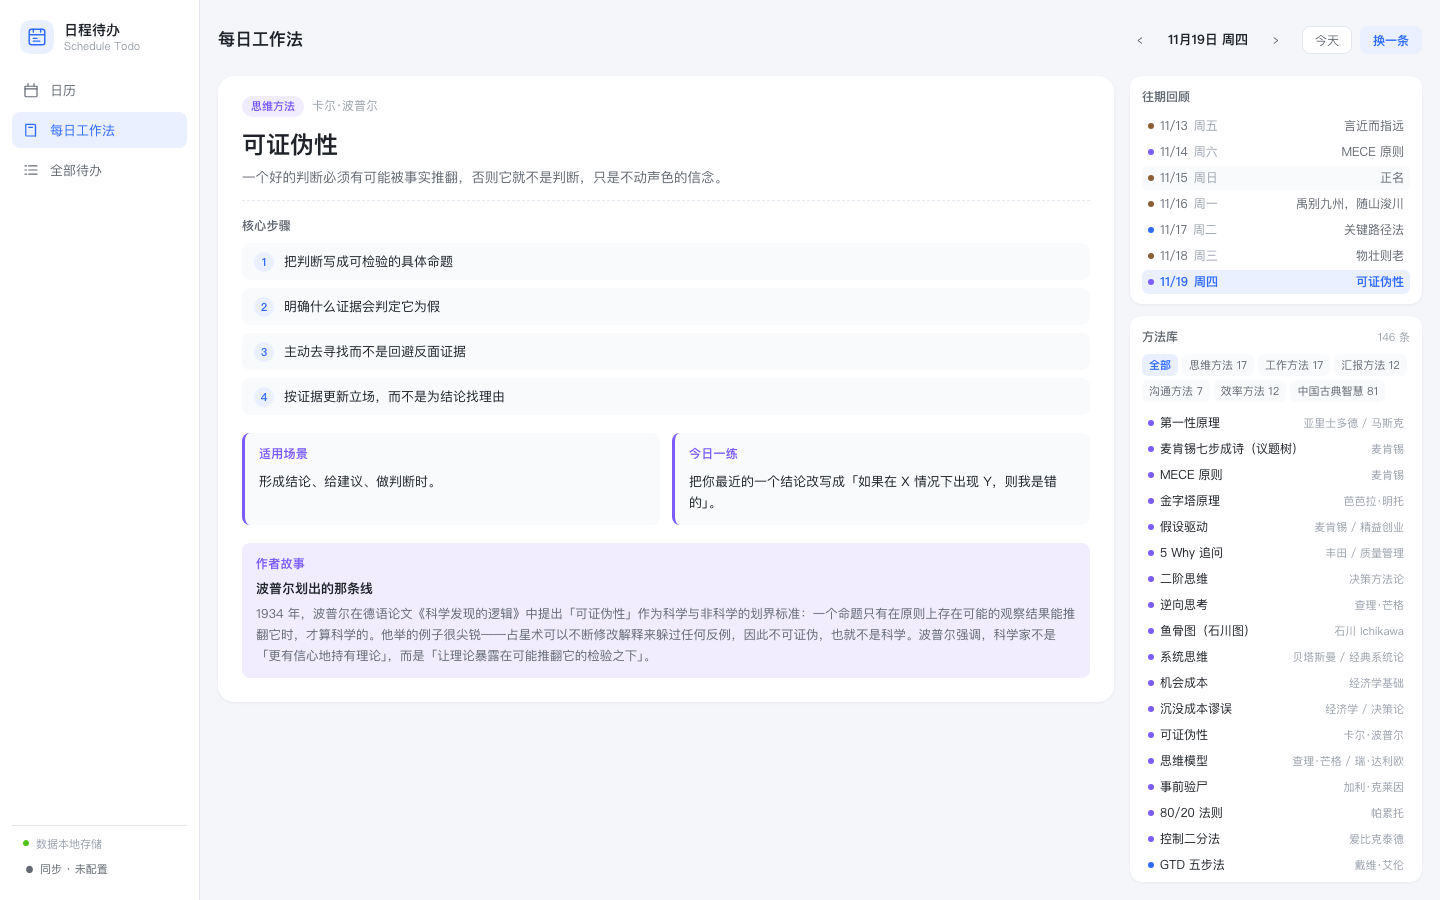 日程待办
Schedule Todo
日历
每日工作法
全部待办
数据本地存储
同步 · 未配置
每日工作法
‹ 11月19日 周四 › 今天 换一条
思维方法 卡尔·波普尔
可证伪性
一个好的判断必须有可能被事实推翻，否则它就不是判断，只是不动声色的信念。
核心步骤
1 把判断写成可检验的具体命题
2 明确什么证据会判定它为假
3 主动去寻找而不是回避反面证据
4 按证据更新立场，而不是为结论找理由
适用场景
形成结论、给建议、做判断时。
今日一练
把你最近的一个结论改写成「如果在 X 情况下出现 Y，则我是错
的」。
作者故事
波普尔划出的那条线
1934 年，波普尔在德语论文《科学发现的逻辑》中提出「可证伪性」作为科学与非科学的划界标准：一个命题只有在原则上存在可能的观察结果能推
翻它时，才算科学的。他举的例子很尖锐——占星术可以不断修改解释来躲过任何反例，因此不可证伪，也就不是科学。波普尔强调，科学家不是
「更有信心地持有理论」，而是「让理论暴露在可能推翻它的检验之下」。
往期回顾
11/13 周五 言近而指远
11/14 周六 MECE 原则
11/15 周日 正名
11/16 周一 禹别九州，随山浚川
11/17 周二 关键路径法
11/18 周三 物壮则老
11/19 周四 可证伪性
方法库 146 条
全部 思维方法 17 工作方法 17 汇报方法 12
沟通方法 7 效率方法 12 中国古典智慧 81
第一性原理 亚里士多德 / 马斯克
麦肯锡七步成诗（议题树） 麦肯锡
MECE 原则 麦肯锡
金字塔原理 芭芭拉·明托
假设驱动 麦肯锡 / 精益创业
5 Why 追问 丰田 / 质量管理
二阶思维 决策方法论
逆向思考 查理·芒格
鱼骨图（石川图） 石川 Ichikawa
系统思维 贝塔斯曼 / 经典系统论
机会成本 经济学基础
沉没成本谬误 经济学 / 决策论
可证伪性 卡尔·波普尔
思维模型 查理·芒格 / 瑞·达利欧
事前验尸 加利·克莱因
80/20 法则 帕累托
控制二分法 爱比克泰德
GTD 五步法 戴维·艾伦